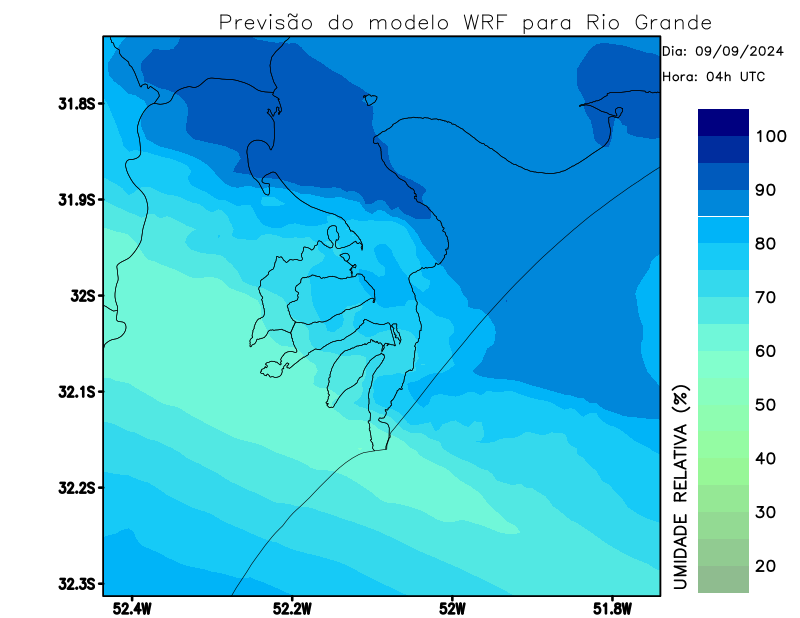 Previsão do modelo WRF para Rio Grande
Dia: 09/09/2024
Hora: 04h UTC
31.8S
31.9S
32S
32.1S
32.2S
32.3S
52.4W
52.2W
52W
51.8W
100
90
80
70
60
50
40
30
20
UMIDADE RELATIVA (%)